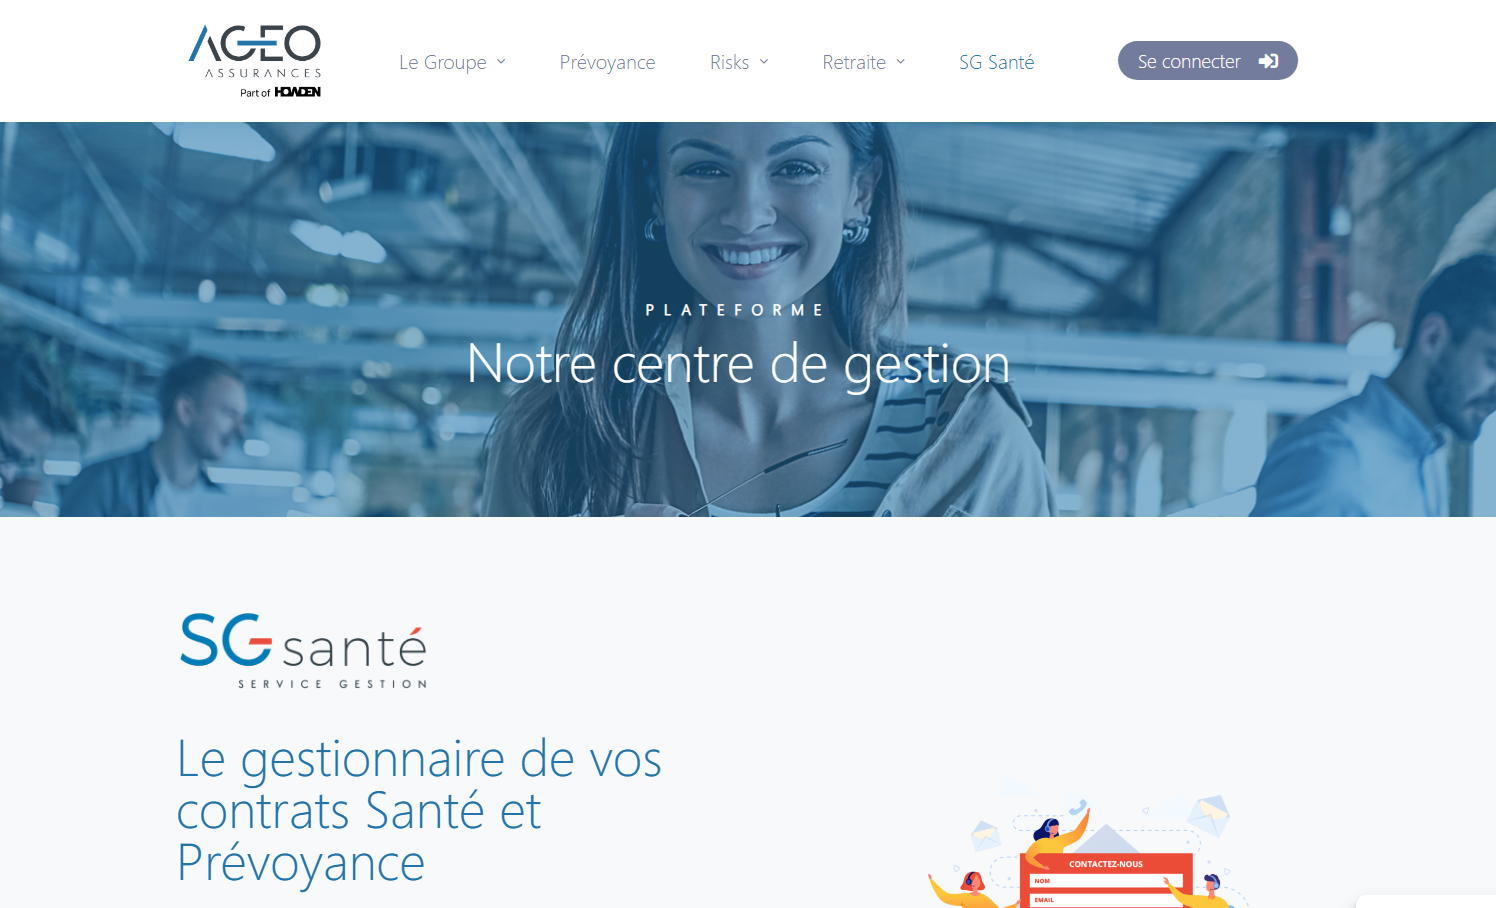 AGEO
ASSURANCES
Part of HOWDEN
Le Groupe
Prévoyance
Risks
Retraite
SG Santé
Se connecter
PLATEFORME
Notre centre de gestion
SG santé
SERVICE GESTION
Le gestionnaire de vos
contrats Santé et
Prévoyance
CONTACTEZ-NOUS
NOM
EMAIL